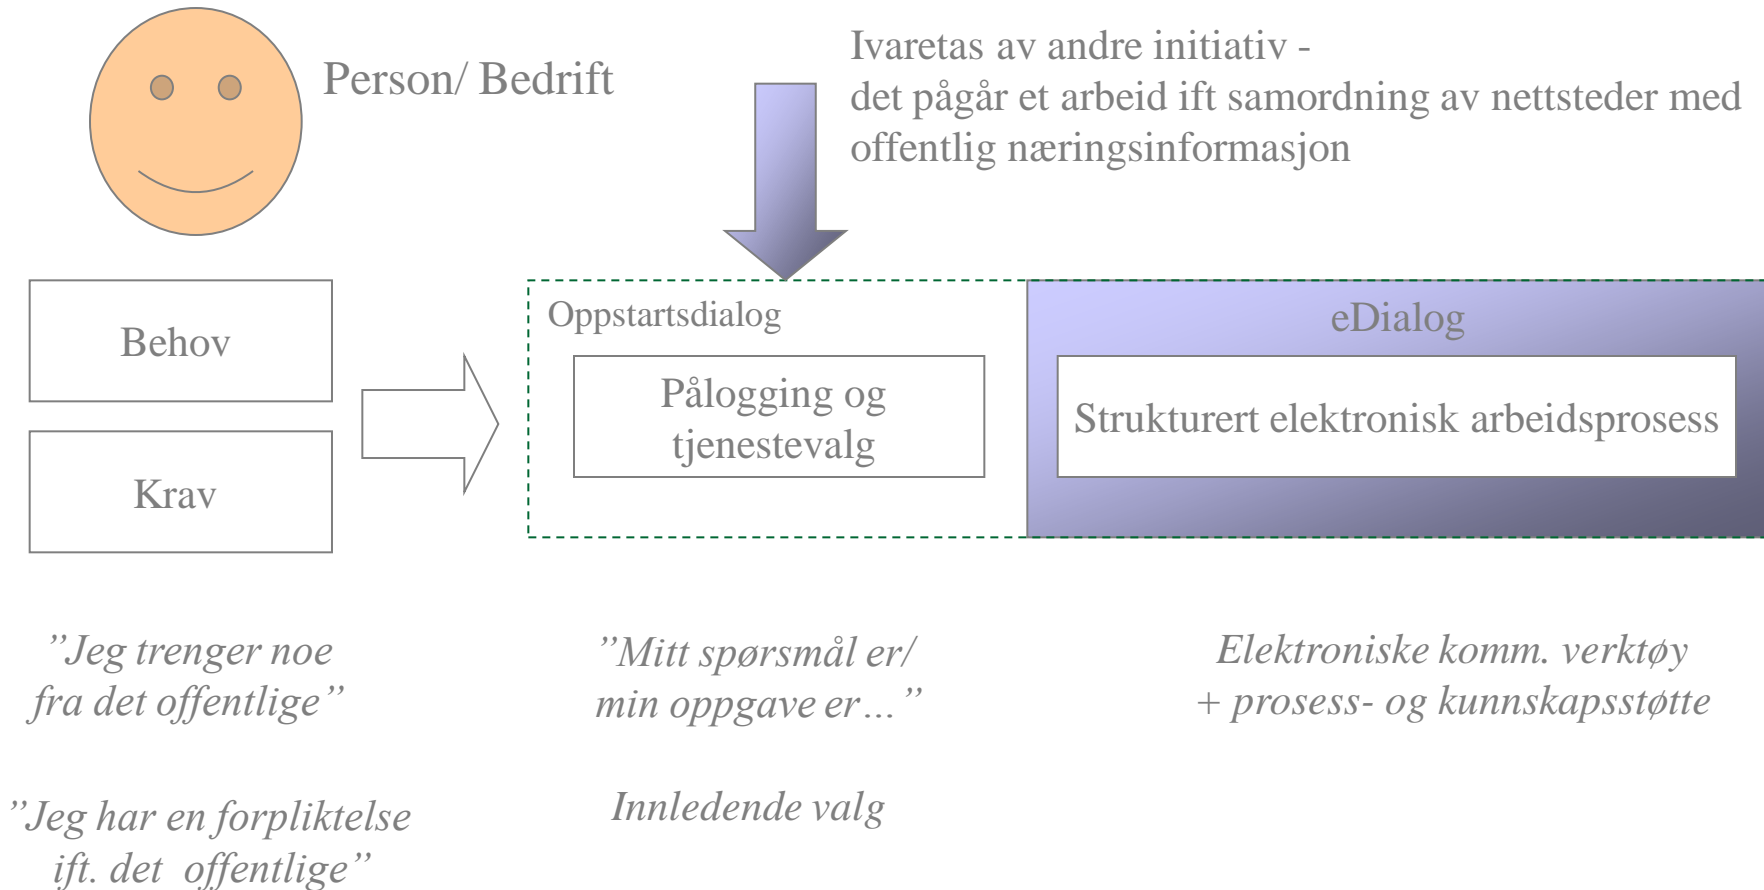 Person/ Bedrift
Ivaretas av andre initiativ -
det pågår et arbeid ift samordning av nettsteder med
offentlig næringsinformasjon
Behov
Krav
Oppstartsdialog
Pålogging og
tjenestevalg
eDialog
Strukturert elektronisk arbeidsprosess
”Jeg trenger noe
fra det offentlige”
”Jeg har en forpliktelse
ift. det  offentlige”
”Mitt spørsmål er/
min oppgave er…”
Innledende valg
Elektroniske komm. verktøy
+ prosess- og kunnskapsstøtte